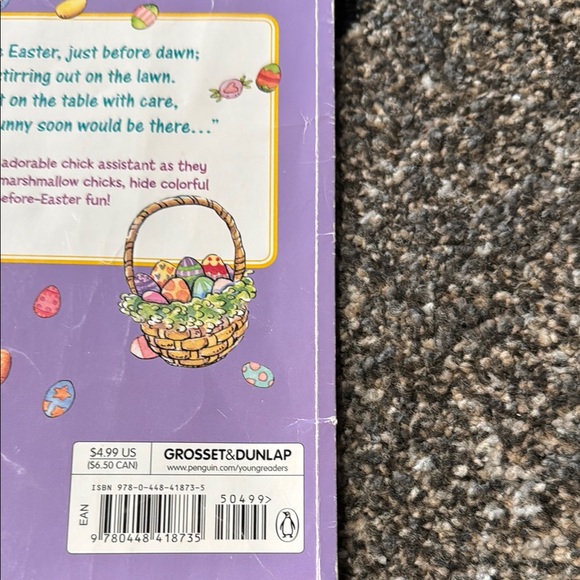 Easter, just before dawn;
stirring out on the lawn.
on the table with care,
unny soon would be there..."
adorable chick assistant as they
marshmallow chicks, hide colorful
efore-Easter fun!
$4.99 US
($6.50 CAN)
GROSSET&DUNLAP
www.penguin.com/youngreaders
ISBN 978-0-448-41873-5
50499>
EAN
9 780448 418735